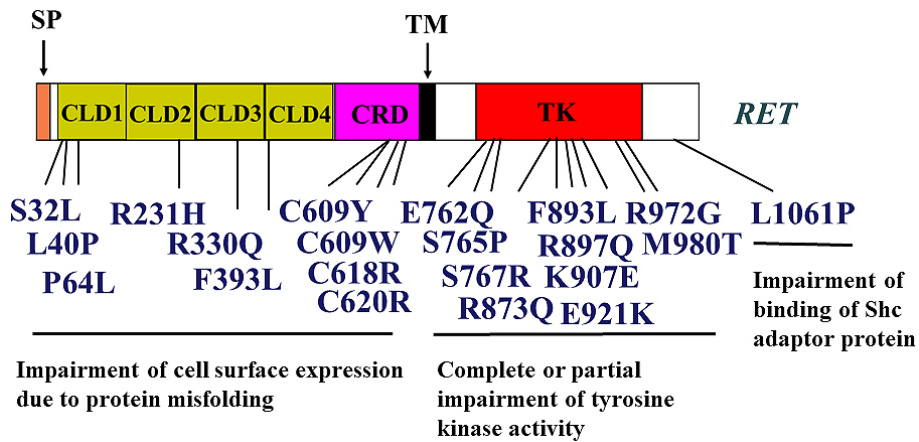 SP
TM
CLD1 CLD2 CLD3 CLD4 CRD TK RET
S32L R231H C609Y E762Q F893L R972G L1061P
L40P R330Q C609W S765P R897Q M980T
P64L F393L C618R S767R K907E
C620R R873Q E921K
Impairment of cell surface expression
due to protein misfolding
Complete or partial
impairment of tyrosine
kinase activity
Impairment of
binding of Shc
adaptor protein